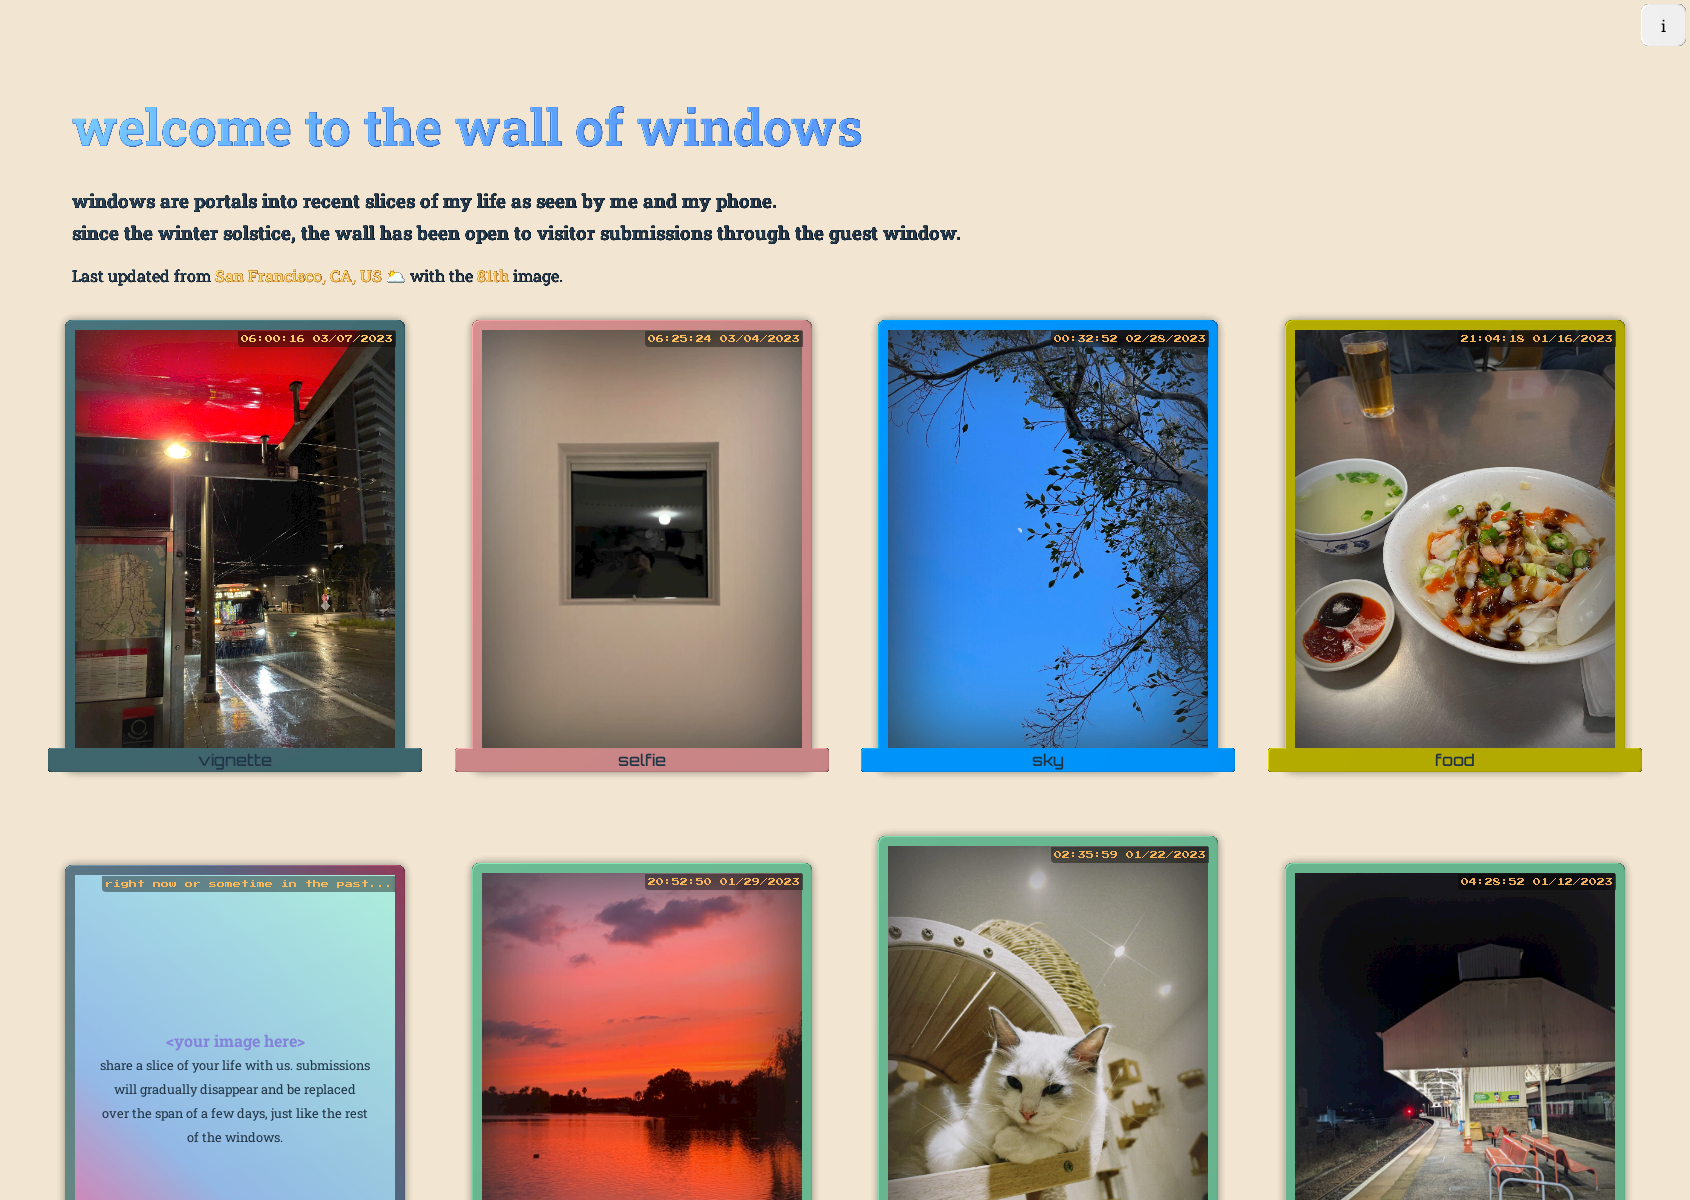 i
welcome to the wall of windows
windows are portals into recent slices of my life as seen by me and my phone.
since the winter solstice, the wall has been open to visitor submissions through the guest window.
Last updated from San Francisco, CA, US ⛅ with the 81th image.
06:00:16 03/07/2023
06:25:24 03/04/2023
00:32:52 02/28/2023
21:04:18 01/16/2023
vignette
selfie
sky
food
right now or sometime in the past...
20:52:50 01/29/2023
02:35:59 01/22/2023
04:28:52 01/12/2023
<your image here>
share a slice of your life with us. submissions
will gradually disappear and be replaced
over the span of a few days, just like the rest
of the windows.